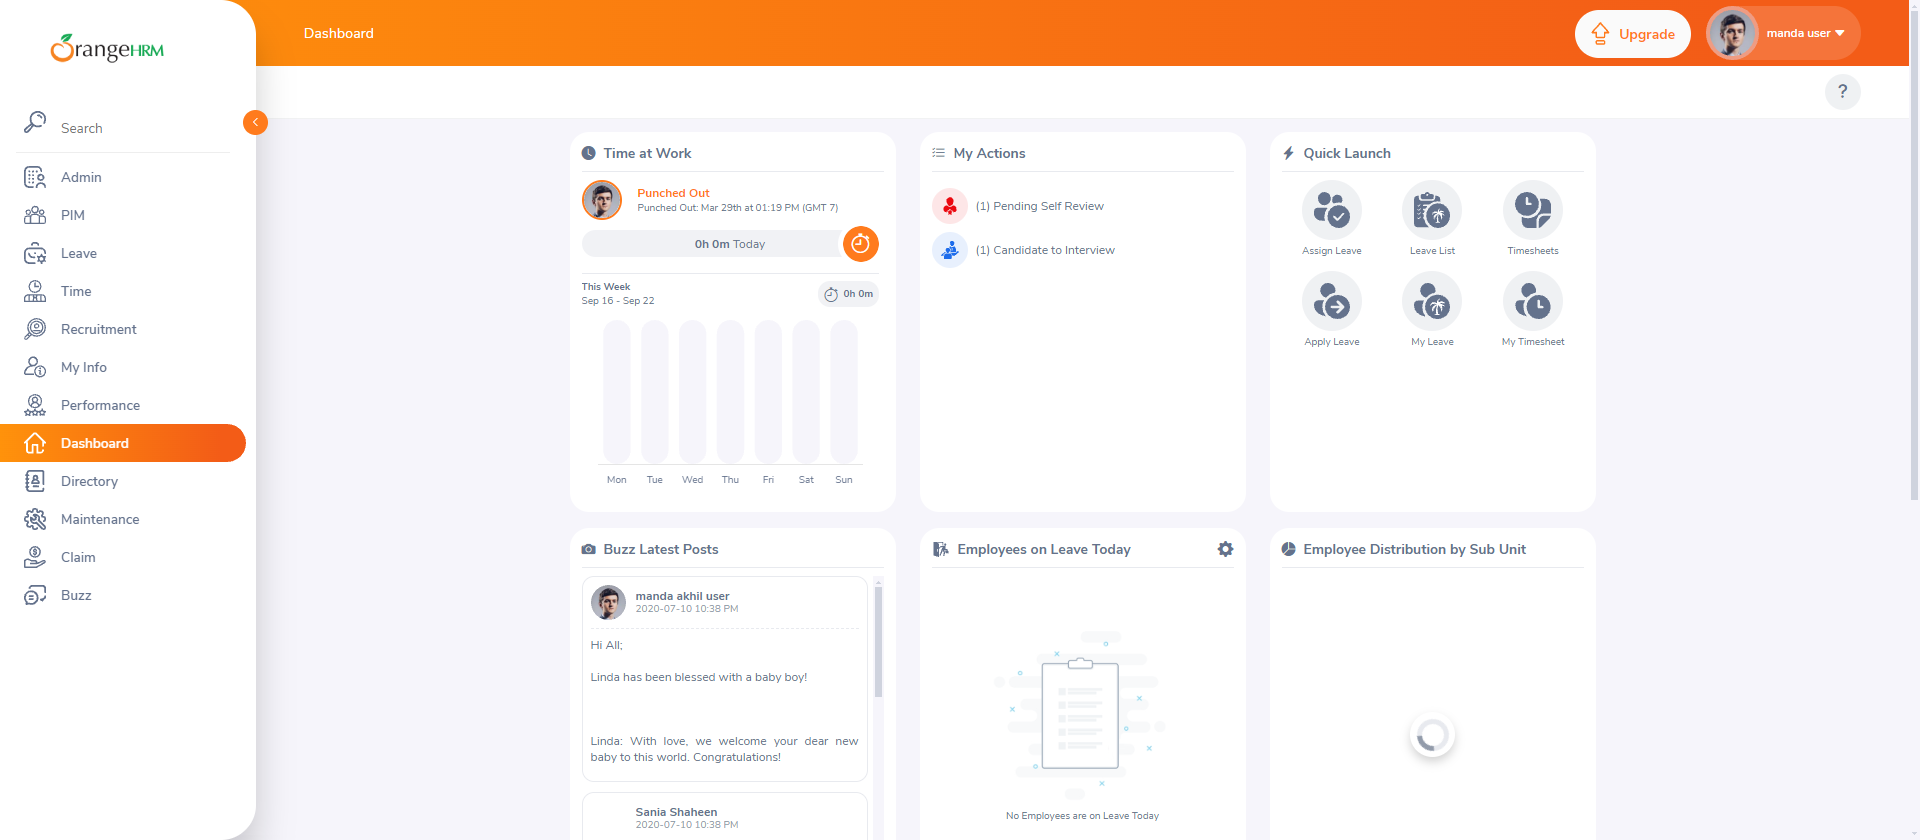 OrangeHRM
Search
Admin
PIM
Leave
Time
Recruitment
My Info
Performance
Dashboard
Directory
Maintenance
Claim
Buzz
Dashboard
Upgrade
manda user
?
Time at Work
Punched Out
Punched Out: Mar 29th at 01:19 PM (GMT 7)
0h 0m Today
This Week
Sep 16 - Sep 22
0h 0m
Mon Tue Wed Thu Fri Sat Sun
My Actions
(1) Pending Self Review
(1) Candidate to Interview
Quick Launch
Assign Leave
Leave List
Timesheets
Apply Leave
My Leave
My Timesheet
Buzz Latest Posts
manda akhil user
2020-07-10 10:38 PM
Hi All;
Linda has been blessed with a baby boy!
Linda: With love, we welcome your dear new
baby to this world. Congratulations!
Sania Shaheen
2020-07-10 10:38 PM
Employees on Leave Today
No Employees are on Leave Today
Employee Distribution by Sub Unit